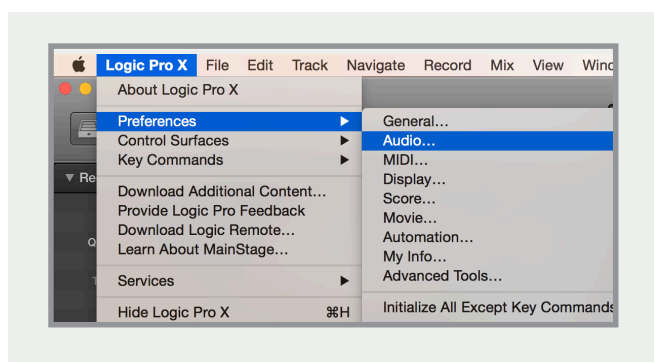 Logic Pro X File Edit Track Navigate Record Mix View Wind
About Logic Pro X
Preferences
Control Surfaces
Key Commands
Download Additional Content...
Provide Logic Pro Feedback
Download Logic Remote...
Learn About MainStage...
Services
Hide Logic Pro X ⌘H
General...
Audio...
MIDI...
Display...
Score...
Movie...
Automation...
My Info...
Advanced Tools...
Initialize All Except Key Commands
Re
Q